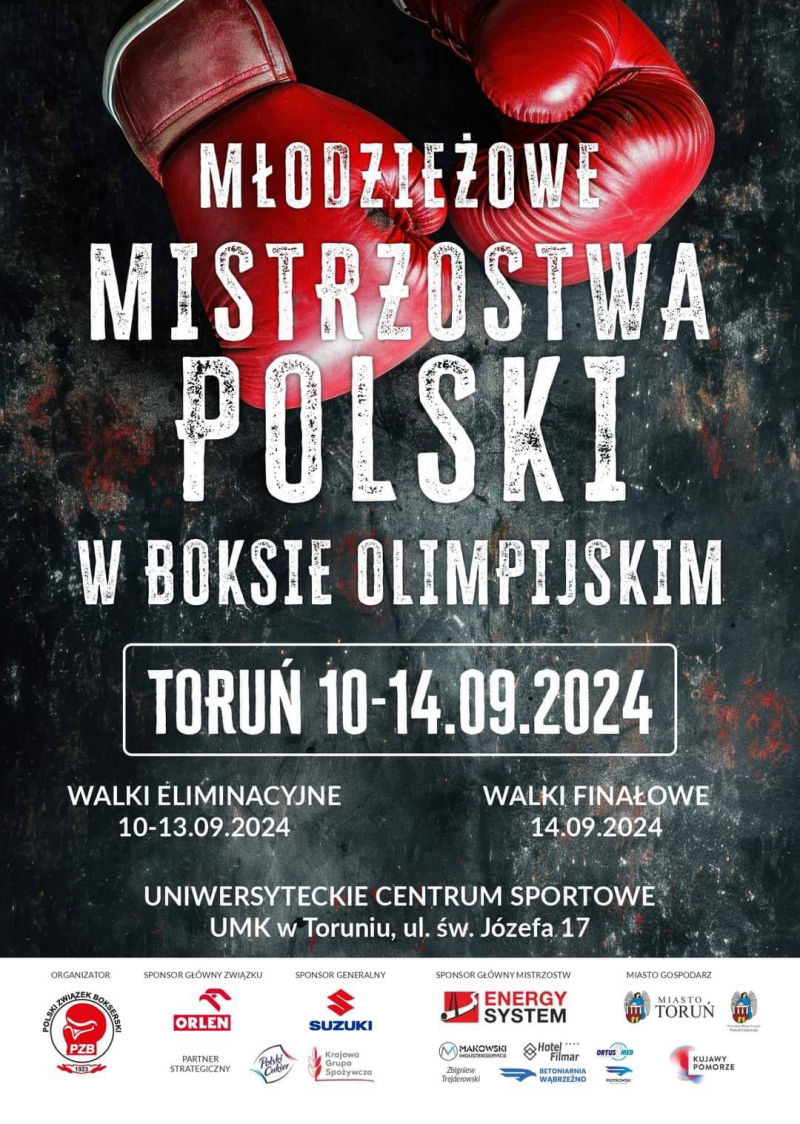 MŁODZIEŻOWE
MISTRZOSTWA
POLSKI
W BOKSIE OLIMPIJSKIM
TORUŃ 10-14.09.2024
WALKI ELIMINACYJNE
10-13.09.2024
WALKI FINAŁOWE
14.09.2024
UNIWERSYTECKIE CENTRUM SPORTOWE
UMK w Toruniu, ul. św. Józefa 17
ORGANIZATOR
POLSKI ZWIĄZEK BOKSERSKI
PZB
1923
SPONSOR GŁÓWNY ZWIĄZKU
ORLEN
SPONSOR GENERALNY
SUZUKI
PARTNER
STRATEGICZNY
Polski
Cukier
Krajowa
Grupa
Spożywcza
SPONSOR GŁÓWNY MISTRZOSTW
ENERGY
SYSTEM
MAKOWSKI
INDUSTRIESERVICE
Hotel
Filmar
ORTUS MED
Zbigniew
Trejderowski
BETONIARNIA
WĄBRZEŹNO
PIOTROWSKI
MIASTO GOSPODARZ
MIASTO
TORUŃ
KUJAWY
POMORZE